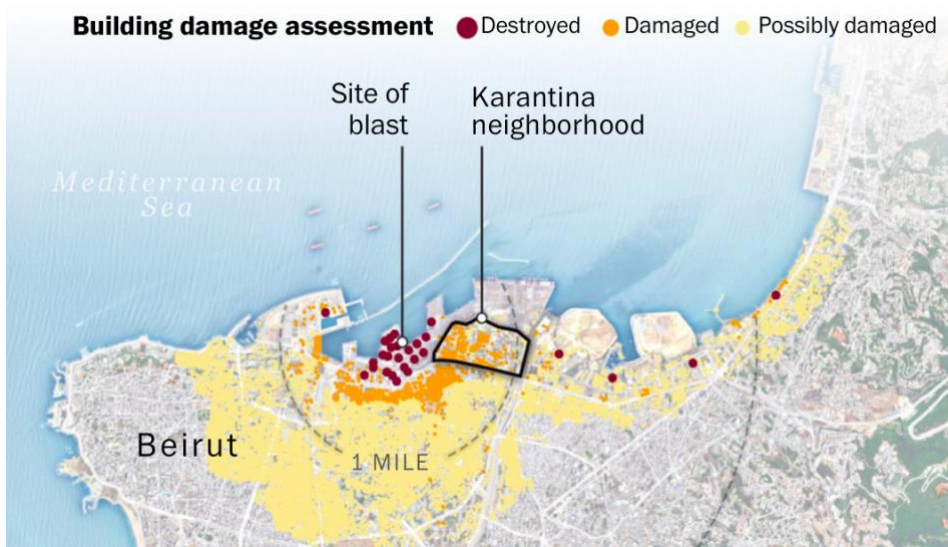 Building damage assessment Destroyed Damaged Possibly damaged
Site of
blast
Karantina
neighborhood
Mediterranean
Sea
Beirut
1 MILE